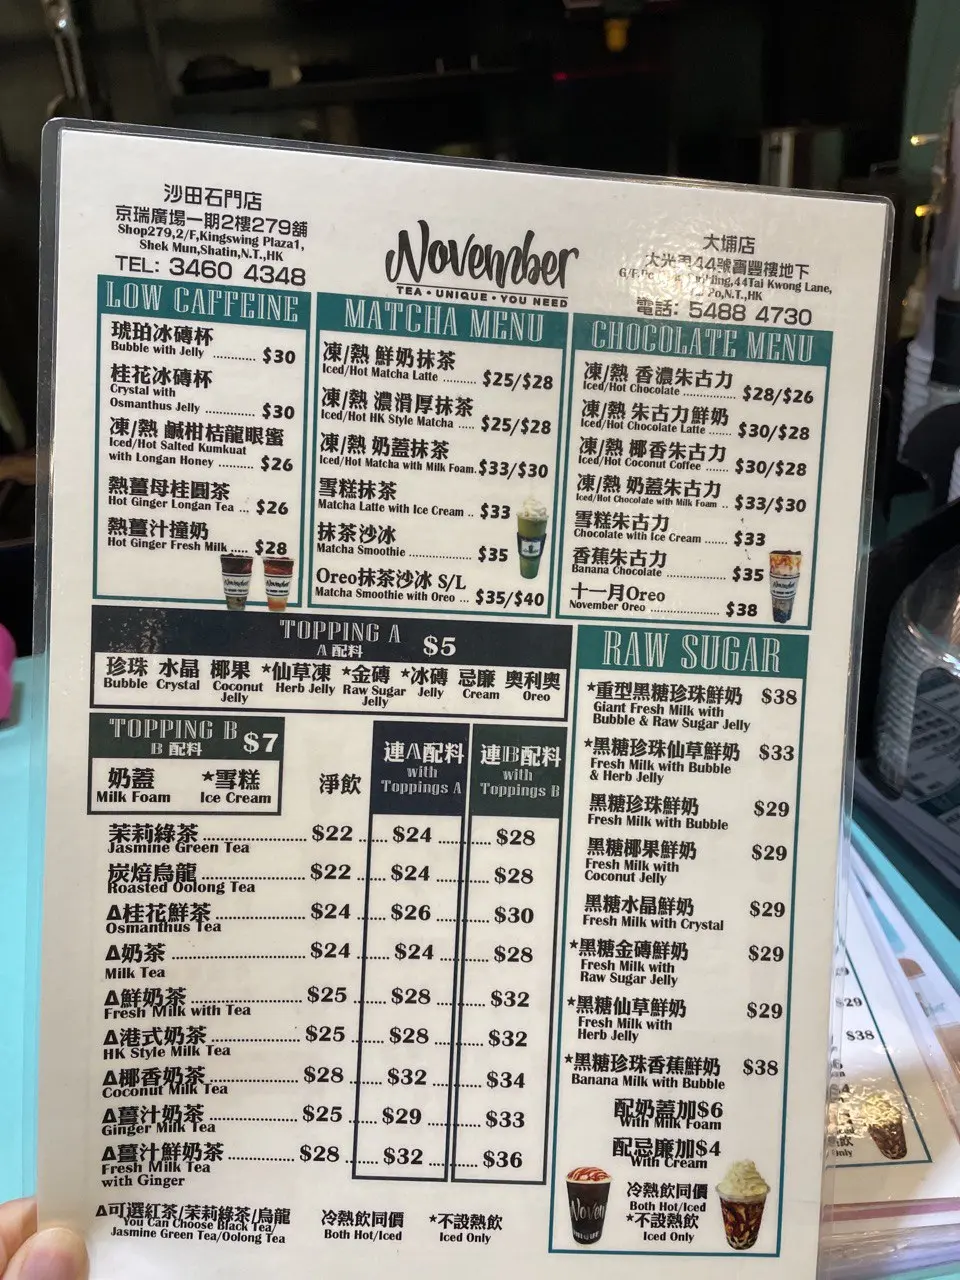 沙田石門店
京瑞廣場一期2樓279舖
Shop279,2/F,Kingswing Plaza1,
Shek Mun,Shatin,N.T.,HK
TEL: 3460 4348
November
TEA • UNIQUE • YOU NEED
大埔店
44號寶豐樓地下
44Tai Kwong Lane,
Po,N.T.,HK
電話: 5488 4730
LOW CAFFEINE
琥珀冰磚杯
Bubble with Jelly .......... $30
桂花冰磚杯
Crystal with
Osmanthus Jelly .......... $30
凍/熱 鹹柑桔龍眼蜜
Iced/Hot Salted Kumkuat
with Longan Honey ......... $26
熱薑母桂圓茶
Hot Ginger Longan Tea ... $26
熱薑汁撞奶
Hot Ginger Fresh Milk .... $28
MATCHA MENU
凍/熱 鮮奶抹茶
Iced/Hot Matcha Latte ........ $25/$28
凍/熱 濃滑厚抹茶
Iced/Hot HK Style Matcha ..... $25/$28
凍/熱 奶蓋抹茶
Iced/Hot Matcha with Milk Foam. $33/$30
雪糕抹茶
Matcha Latte with Ice Cream .. $33
抹茶沙冰
Matcha Smoothie ............... $35
Oreo抹茶沙冰 S/L
Matcha Smoothie with Oreo ... $35/$40
CHOCOLATE MENU
凍/熱 香濃朱古力
Iced/Hot Chocolate ............ $28/$26
凍/熱 朱古力鮮奶
Iced/Hot Chocolate Latte ...... $30/$28
凍/熱 椰香朱古力
Iced/Hot Coconut Coffee ...... $30/$28
凍/熱 奶蓋朱古力
Iced/Hot Chocolate with Milk Foam .. $33/$30
雪糕朱古力
Chocolate with Ice Cream ...... $33
香蕉朱古力
Banana Chocolate ................ $35
十一月Oreo
November Oreo .................. $38
TOPPING A
A 配料
$5
珍珠 水晶 椰果 *仙草凍 *金磚 *冰磚 忌廉 奧利奧
Bubble Crystal Coconut Jelly Herb Jelly Raw Sugar Jelly Jelly Cream Oreo
TOPPING B
B 配料
$7
奶蓋 *雪糕
Milk Foam Ice Cream
淨飲
連A配料
with
Toppings A
連B配料
with
Toppings B
茉莉綠茶 $22 $24 $28
Jasmine Green Tea
炭焙烏龍 $22 $24 $28
Roasted Oolong Tea
Δ桂花鮮茶 $24 $26 $30
Osmanthus Tea
Δ奶茶 $24 $24 $28
Milk Tea
Δ鮮奶茶 $25 $28 $32
Fresh Milk with Tea
Δ港式奶茶 $25 $28 $32
HK Style Milk Tea
Δ椰香奶茶 $28 $32 $34
Coconut Milk Tea
Δ薑汁奶茶 $25 $29 $33
Ginger Milk Tea
Δ薑汁鮮奶茶 $28 $32 $36
Fresh Milk Tea
with Ginger
Δ可選紅茶/茉莉綠茶/烏龍
You Can Choose Black Tea/
Jasmine Green Tea/Oolong Tea
冷熱飲同價
Both Hot/Iced
*不設熱飲
Iced Only
RAW SUGAR
*重型黑糖珍珠鮮奶 $38
Giant Fresh Milk with
Bubble & Raw Sugar Jelly
*黑糖珍珠仙草鮮奶 $33
Fresh Milk with Bubble
& Herb Jelly
黑糖珍珠鮮奶 $29
Fresh Milk with Bubble
黑糖椰果鮮奶 $29
Fresh Milk with
Coconut Jelly
黑糖水晶鮮奶 $29
Fresh Milk with Crystal
*黑糖金磚鮮奶 $29
Fresh Milk with
Raw Sugar Jelly
*黑糖仙草鮮奶 $29
Fresh Milk with
Herb Jelly
*黑糖珍珠香蕉鮮奶 $38
Banana Milk with Bubble
配奶蓋加$6
With Milk Foam
配忌廉加$4
With Cream
冷熱飲同價
Both Hot/Iced
*不設熱飲
Iced Only
$29
$38